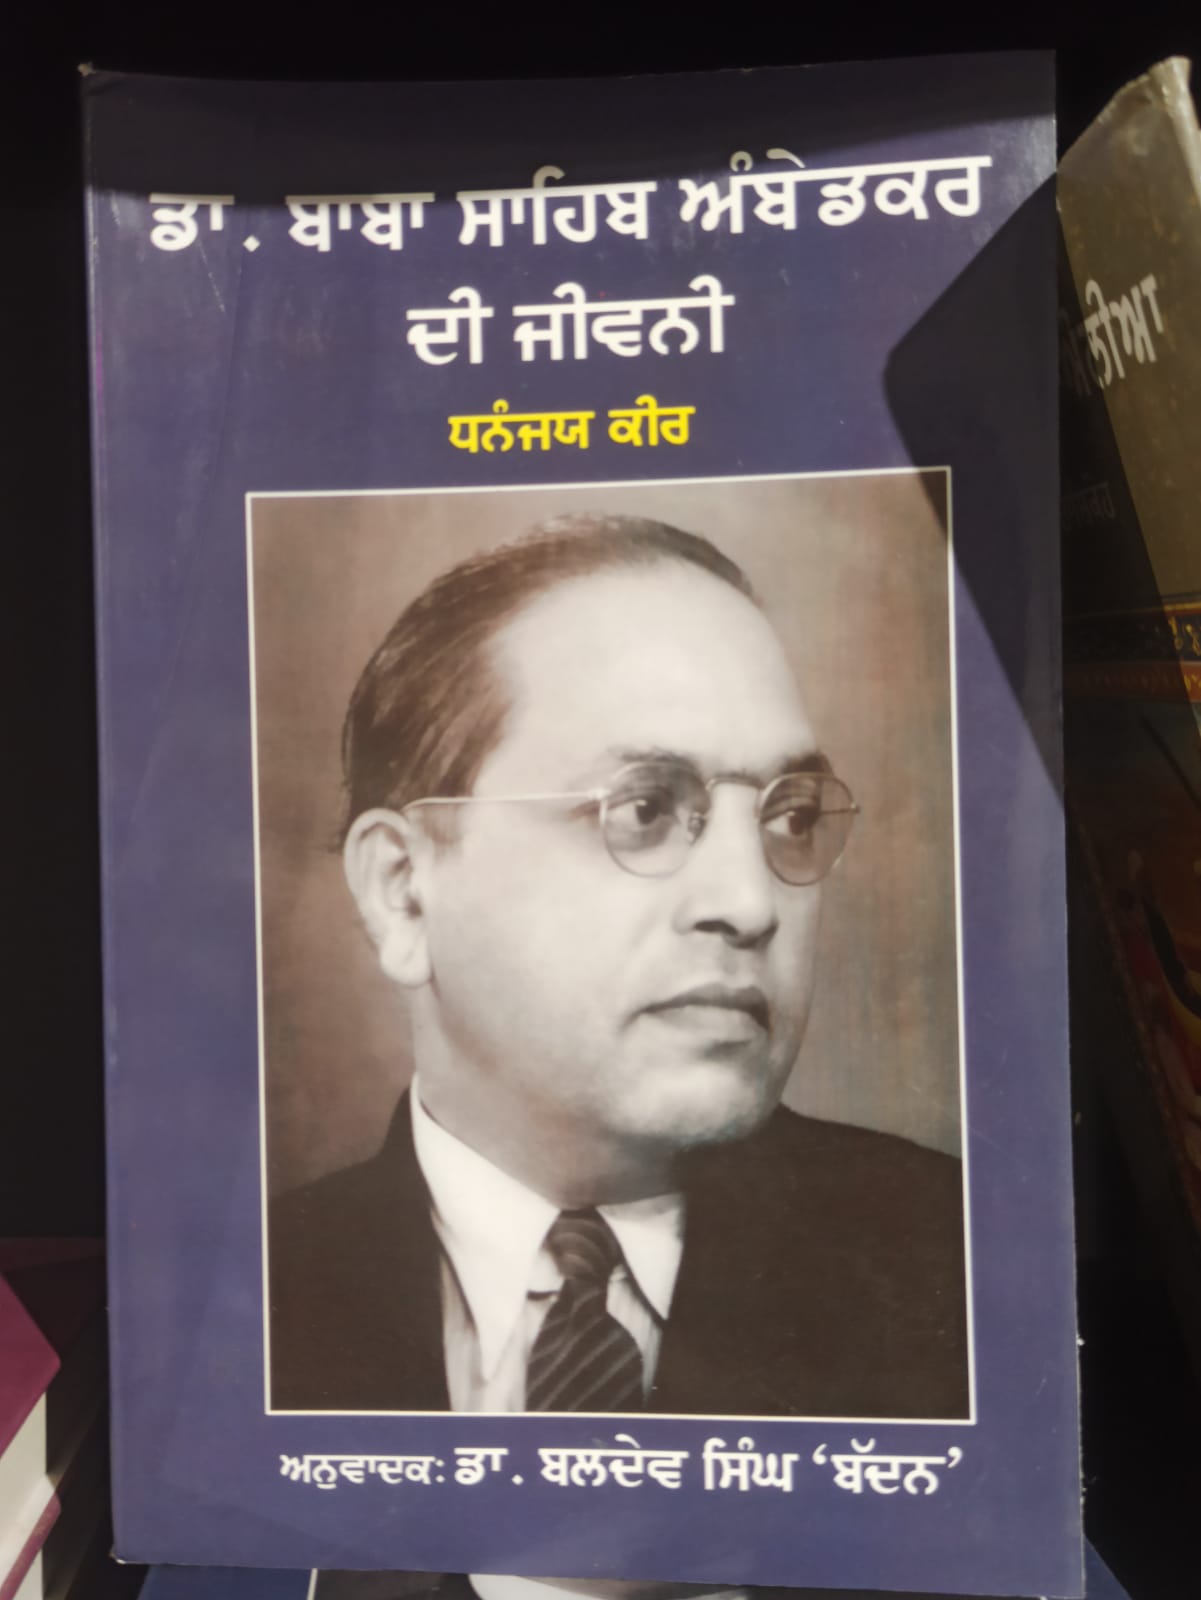 ਡਾ. ਬਾਬਾ ਸਾਹਿਬ ਅੰਬੇਡਕਰ
ਦੀ ਜੀਵਨੀ
ਧਨੰਜਯ ਕੀਰ
ਅਨੁਵਾਦਕ: ਡਾ. ਬਲਦੇਵ ਸਿੰਘ ‘ਬੱਦਨ’